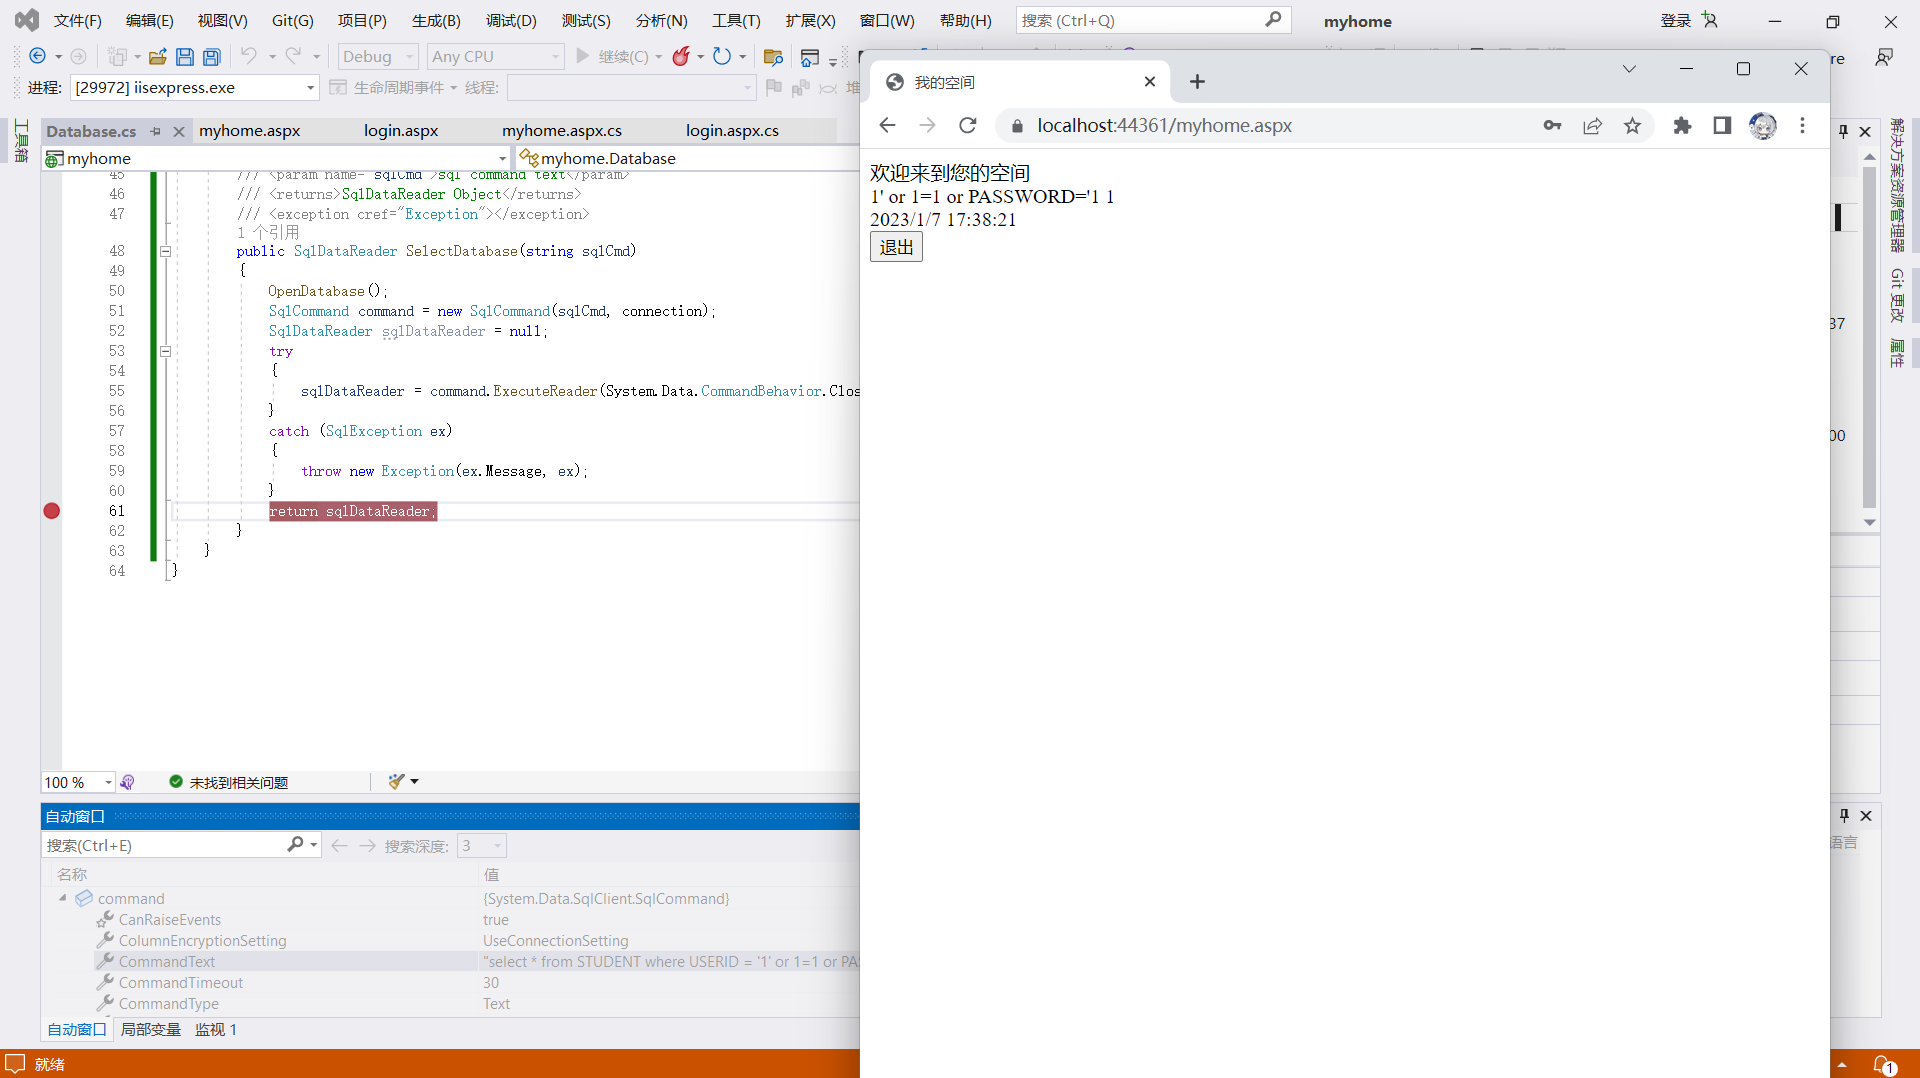 文件(F) 编辑(E) 视图(V) Git(G) 项目(P) 生成(B) 调试(D) 测试(S) 分析(N) 工具(T) 扩展(X) 窗口(W) 帮助(H) 搜索 (Ctrl+Q) myhome 登录
Debug Any CPU 继续(C)
进程: [29972] iisexpress.exe 生命周期事件 线程: 堆
工具箱
Database.cs myhome.aspx login.aspx myhome.aspx.cs login.aspx.cs
myhome myhome.Database
45 /// <param name="sqlCmd">sql command text</param>
46 /// <returns>SqlDataReader Object</returns>
47 /// <exception cref="Exception"></exception>
1 个引用
48 public SqlDataReader SelectDatabase(string sqlCmd)
49 {
50 OpenDatabase();
51 SqlCommand command = new SqlCommand(sqlCmd, connection);
52 SqlDataReader sqlDataReader = null;
53 try
54 {
55 sqlDataReader = command.ExecuteReader(System.Data.CommandBehavior.Clos
56 }
57 catch (SqlException ex)
58 {
59 throw new Exception(ex.Message, ex);
60 }
61 return sqlDataReader;
62 }
63 }
64 }
100 % 未找到相关问题
自动窗口
搜索(Ctrl+E) 搜索深度: 3
名称 值
command {System.Data.SqlClient.SqlCommand}
CanRaiseEvents true
ColumnEncryptionSetting UseConnectionSetting
CommandText "select * from STUDENT where USERID = '1' or 1=1 or PA
CommandTimeout 30
CommandType Text
自动窗口 局部变量 监视 1
就绪
我的空间
localhost:44361/myhome.aspx
欢迎来到您的空间
1' or 1=1 or PASSWORD='1 1
2023/1/7 17:38:21
退出
re
37
00
语言
解决方案资源管理器
Git 更改
属性
1